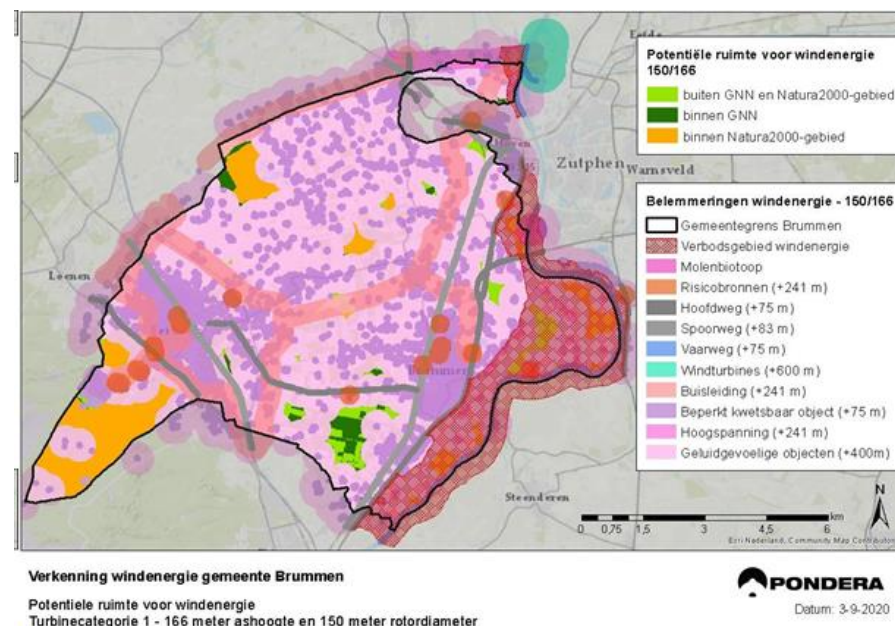 Potentiële ruimte voor windenergie
150/166
buiten GNN en Natura2000-gebied
binnen GNN
binnen Natura2000-gebied
Zutphen
Warnsveld
Belemmeringen windenergie - 150/166
Gemeentegrens Brummen
Verbodsgebied windenergie
Molenbiotoop
Risicobronnen (+241 m)
Hoofdweg (+75 m)
Spoorweg (+83 m)
Vaarweg (+75 m)
Windturbines (+600 m)
Buisleiding (+241 m)
Beperkt kwetsbaar object (+75 m)
Hoogspanning (+241 m)
Geluidgevoelige objecten (+400m)
Loenen
Brummen
Steenderen
N
km
0 0,75 1,5 3 4,5 6
Esri Nederland, Community Map Contributors
Verkenning windenergie gemeente Brummen
PONDERA
Potentiele ruimte voor windenergie
Datum: 3-9-2020
Turbinecategorie 1 - 166 meter ashoogte en 150 meter rotordiameter